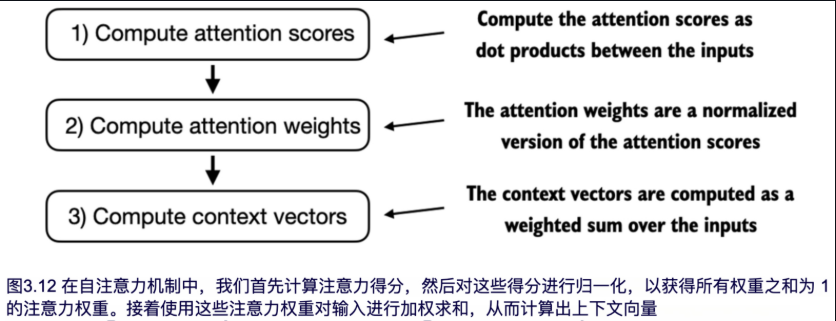 1) Compute attention scores
Compute the attention scores as
dot products between the inputs
2) Compute attention weights
The attention weights are a normalized
version of the attention scores
3) Compute context vectors
The context vectors are computed as a
weighted sum over the inputs
图3.12 在自注意力机制中，我们首先计算注意力得分，然后对这些得分进行归一化，以获得所有权重之和为 1
的注意力权重。接着使用这些注意力权重对输入进行加权求和，从而计算出上下文向量